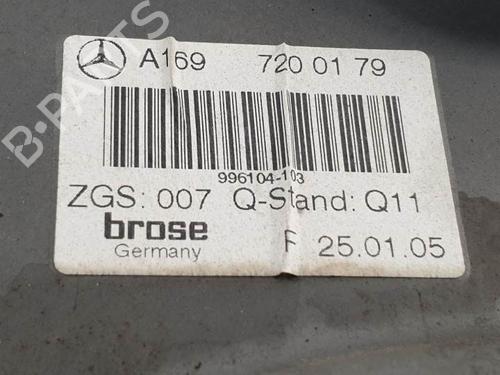 A169 720 01 79
996104-103
ZGS: 007 Q-Stand: Q11
brose
Germany F 25.01.05
B-PARTS